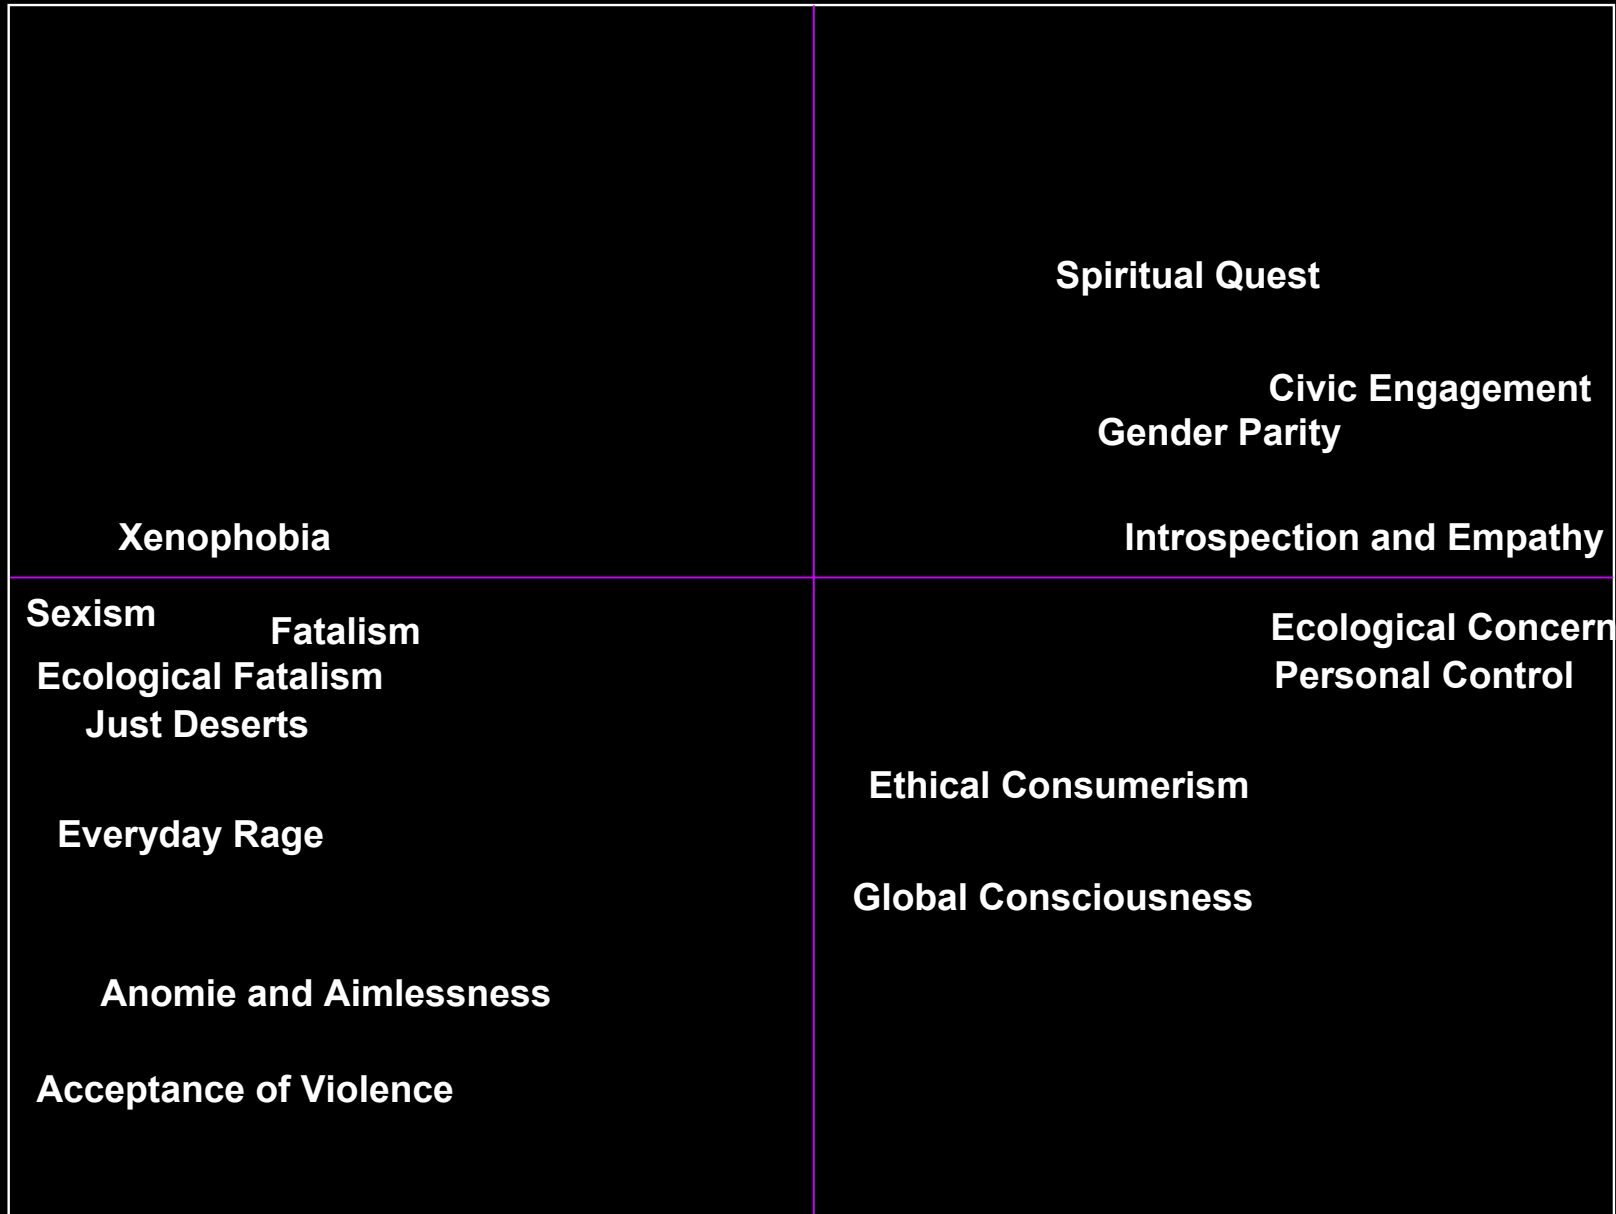 Spiritual Quest
Civic Engagement
Gender Parity
Xenophobia
Introspection and Empathy
Sexism
Fatalism
Ecological Concern
Ecological Fatalism
Personal Control
Just Deserts
Ethical Consumerism
Everyday Rage
Global Consciousness
Anomie and Aimlessness
Acceptance of Violence